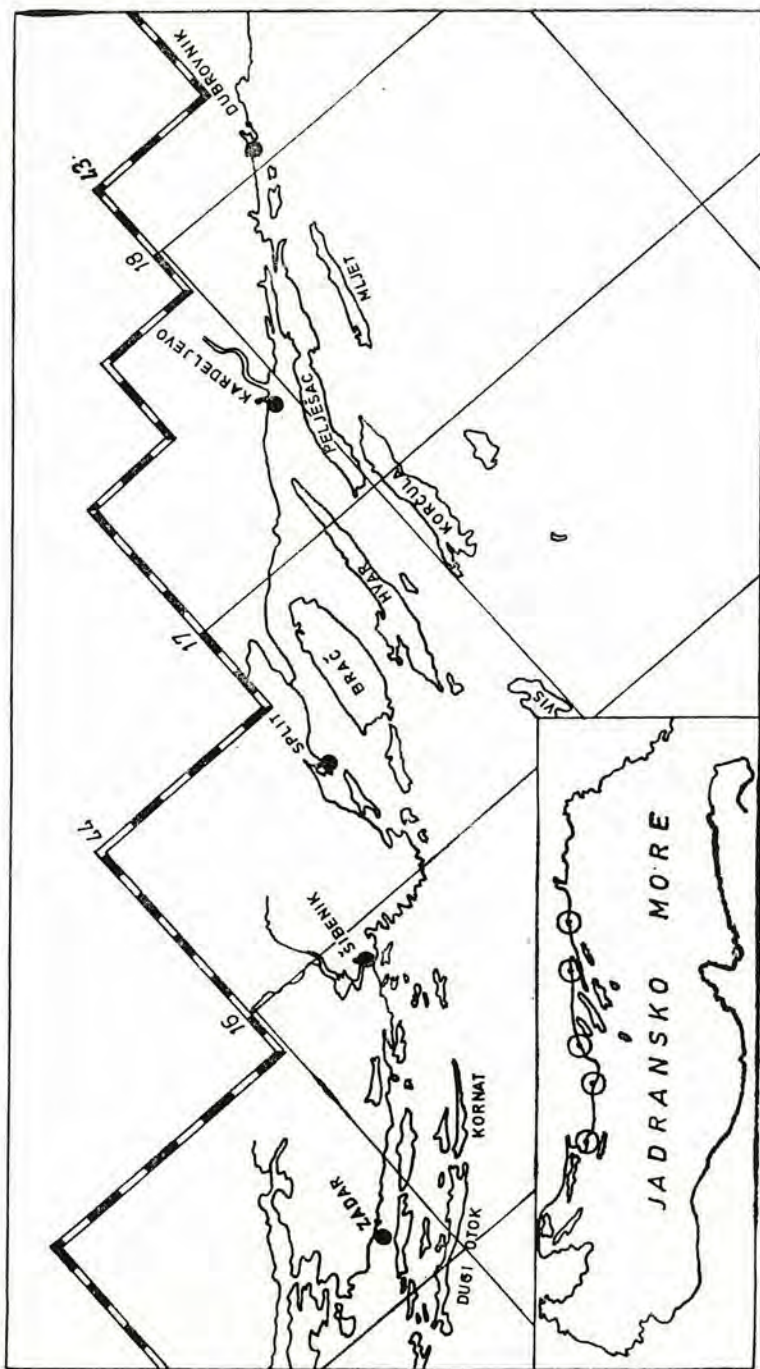 DUBROVNIK
43°
18
KARDELJEVO
MLJET
PELJEŠAC
KORČULA
HVAR
17
BRAČ
SPLIT
VIS
44
ŠIBENIK
16
KORNAT
ZADAR
DUGI OTOK
JADRANSKO MORE